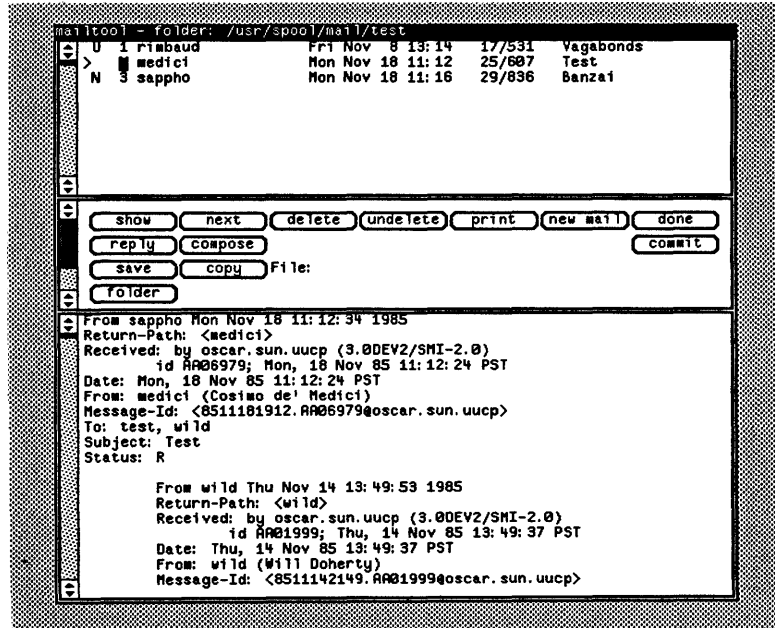 mailtool - folder: /usr/spool/mail/test
U 1 rimbaud Fri Nov 8 13:14 17/531 Vagabonds
> medici Mon Nov 18 11:12 25/607 Test
N 3 sappho Mon Nov 18 11:16 29/836 Banzai
show next delete undelete print new mail done
reply compose commit
save copy File:
folder
From sappho Mon Nov 18 11:12:34 1985
Return-Path: <medici>
Received: by oscar.sun.uucp (3.0DEV2/SMI-2.0)
id AA06979; Mon, 18 Nov 85 11:12:24 PST
Date: Mon, 18 Nov 85 11:12:24 PST
From: medici (Cosimo de' Medici)
Message-Id: <8511181912.AA06979@oscar.sun.uucp>
To: test, wild
Subject: Test
Status: R
From wild Thu Nov 14 13:49:53 1985
Return-Path: <wild>
Received: by oscar.sun.uucp (3.0DEV2/SMI-2.0)
id AA01999; Thu, 14 Nov 85 13:49:37 PST
Date: Thu, 14 Nov 85 13:49:37 PST
From: wild (Will Doherty)
Message-Id: <8511142149.AA01999@oscar.sun.uucp>